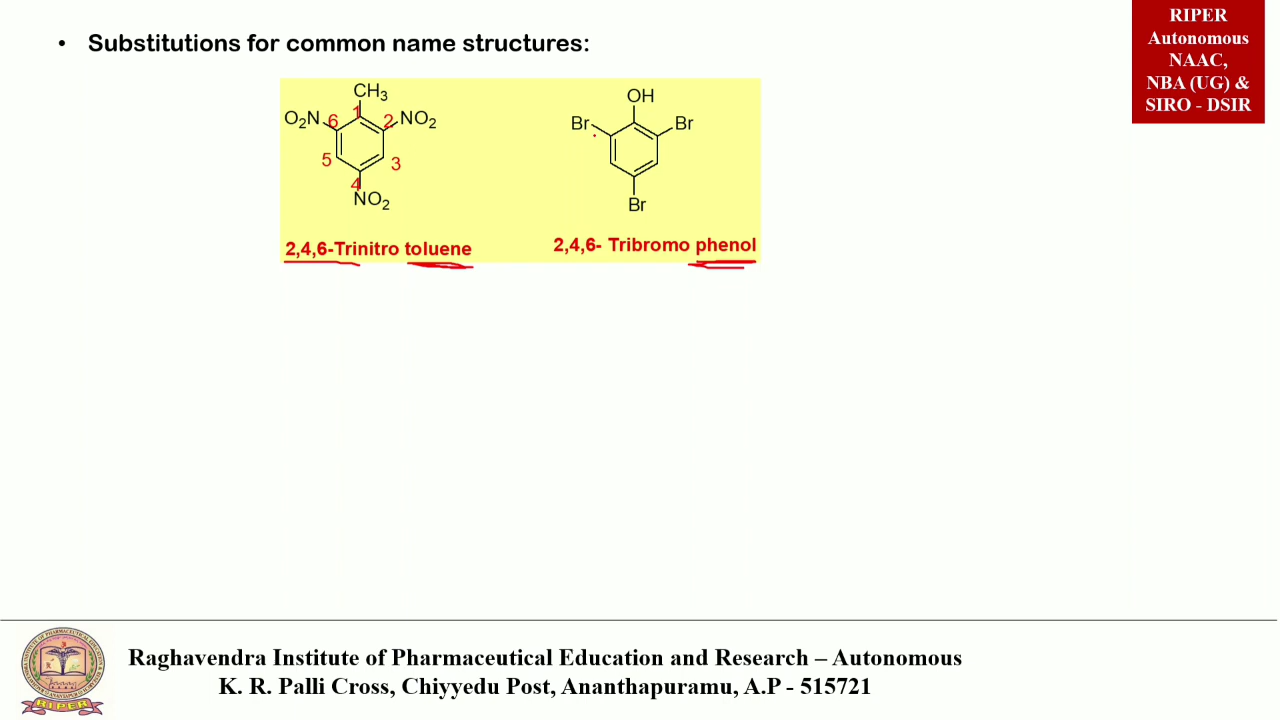 • Substitutions for common name structures:
RIPER
Autonomous
NAAC,
NBA (UG) &
SIRO - DSIR
CH3
O2N 6 1 2 NO2
5 3
4
NO2
2,4,6-Trinitro toluene
OH
Br Br
Br
2,4,6- Tribromo phenol
Raghavendra Institute of Pharmaceutical Education and Research – Autonomous
K. R. Palli Cross, Chiyyedu Post, Ananthapuramu, A.P - 515721
RIPER